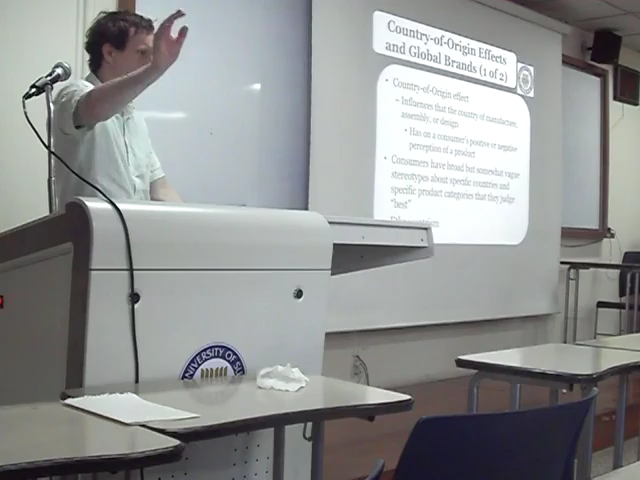 Country-of-Origin Effects
and Global Brands (1 of 2)
• Country-of-Origin effect
– Influences that the country of manufacture,
assembly, or design
• Has on a consumer's positive or negative
perception of a product
• Consumers have broad but somewhat vague
stereotypes about specific countries and
specific product categories that they judge
"best"
UNIVERSITY OF